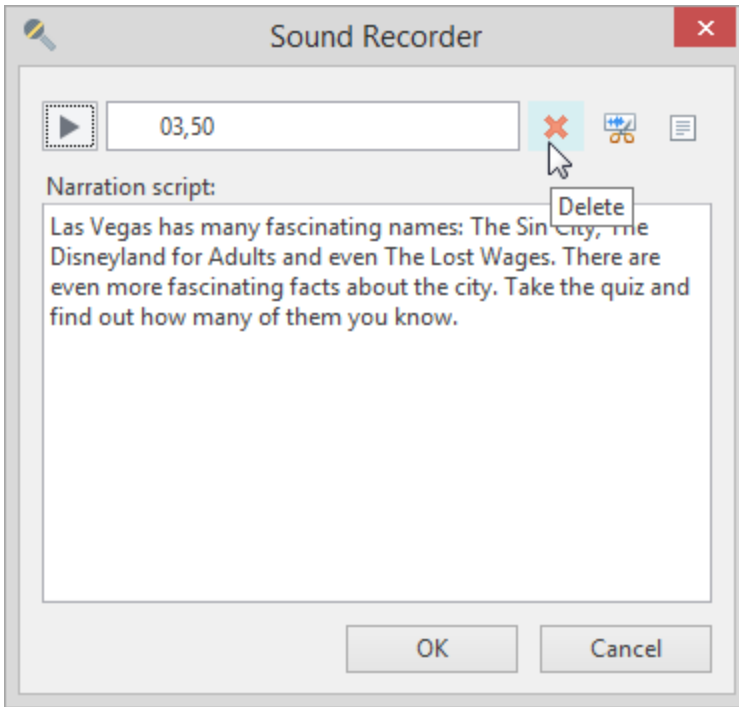 Sound Recorder
03,50
Delete
Narration script:
Las Vegas has many fascinating names: The Sin City, The
Disneyland for Adults and even The Lost Wages. There are
even more fascinating facts about the city. Take the quiz and
find out how many of them you know.
OK
Cancel